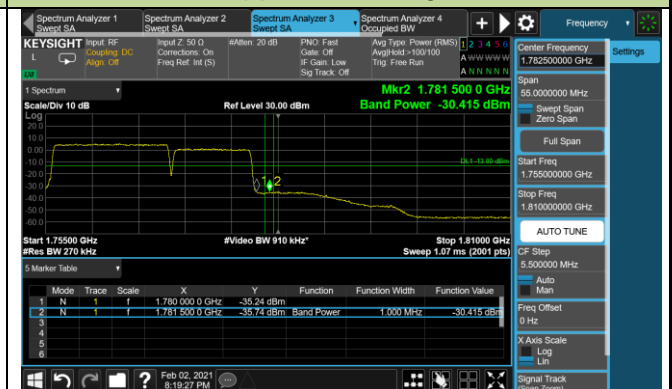 Spectrum Analyzer 1
Swept SA
Spectrum Analyzer 2
Swept SA
Spectrum Analyzer 3
Swept SA
Spectrum Analyzer 4
Occupied BW
Frequency
KEYSIGHT
L
Input: RF
Coupling: DC
Align: Off
Input Z: 50 Ω
Corrections: On
Freq Ref: Int (S)
#Atten: 20 dB
PNO: Fast
Gate: Off
IF Gain: Low
Sig Track: Off
Avg Type: Power (RMS)
Avg|Hold:>100/100
Trig: Free Run
1 2 3 4 5 6
A W W W W W
A N N N N N
1 Spectrum
Scale/Div 10 dB
Log
Ref Level 30.00 dBm
Mkr2 1.781 500 0 GHz
Band Power -30.415 dBm
20.0
10.0
0.00
-10.0
-20.0
-30.0
-40.0
-50.0
-60.0
DL1 -13.00 dBm
1 2
Start 1.75500 GHz
#Res BW 270 kHz
#Video BW 910 kHz*
Stop 1.81000 GHz
Sweep 1.07 ms (2001 pts)
5 Marker Table
Mode Trace Scale X Y Function Function Width Function Value
1 N 1 f 1.780 000 0 GHz -35.24 dBm
2 N 1 f 1.781 500 0 GHz -35.74 dBm Band Power 1.000 MHz -30.415 dBm
3
4
5
6
Feb 02, 2021
8:19:27 PM
Center Frequency
1.782500000 GHz
Settings
Span
55.0000000 MHz
Swept Span
Zero Span
Full Span
Start Freq
1.755000000 GHz
Stop Freq
1.810000000 GHz
AUTO TUNE
CF Step
5.500000 MHz
Auto
Man
Freq Offset
0 Hz
X Axis Scale
Log
Lin
Signal Track
(Span Zoom)